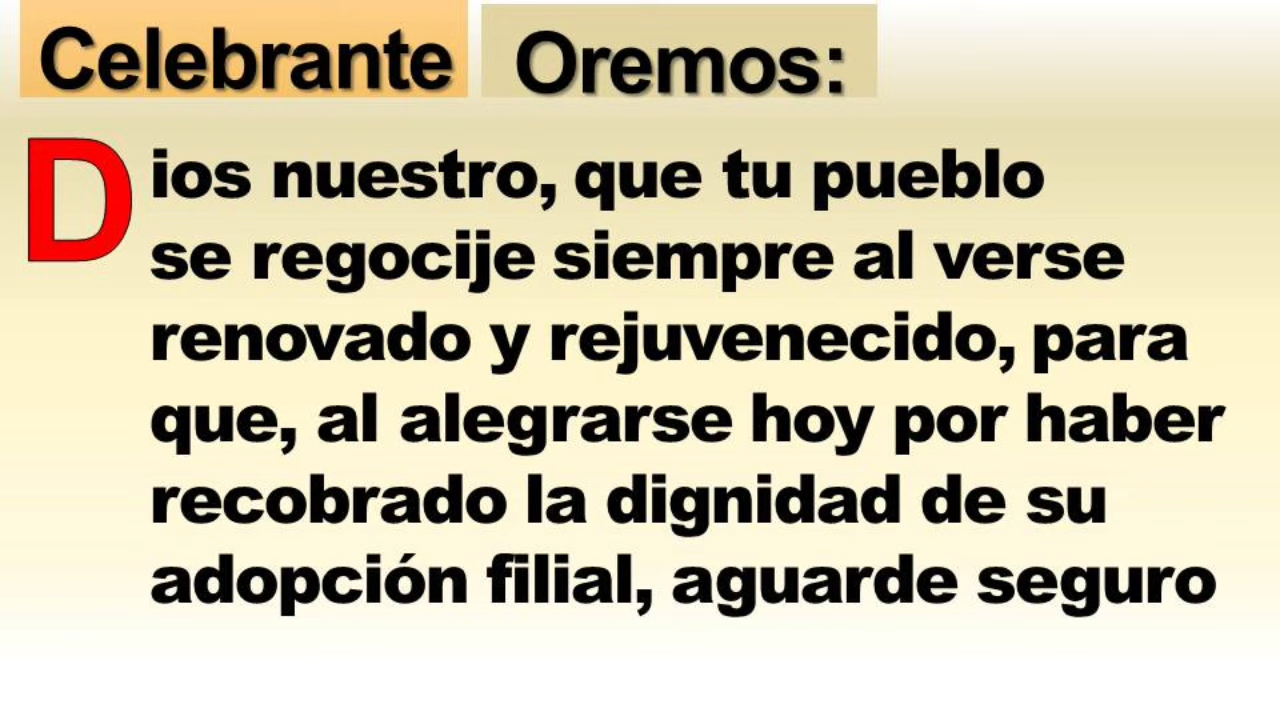 Celebrante Oremos:
Dios nuestro, que tu pueblo
se regocije siempre al verse
renovado y rejuvenecido, para
que, al alegrarse hoy por haber
recobrado la dignidad de su
adopción filial, aguarde seguro